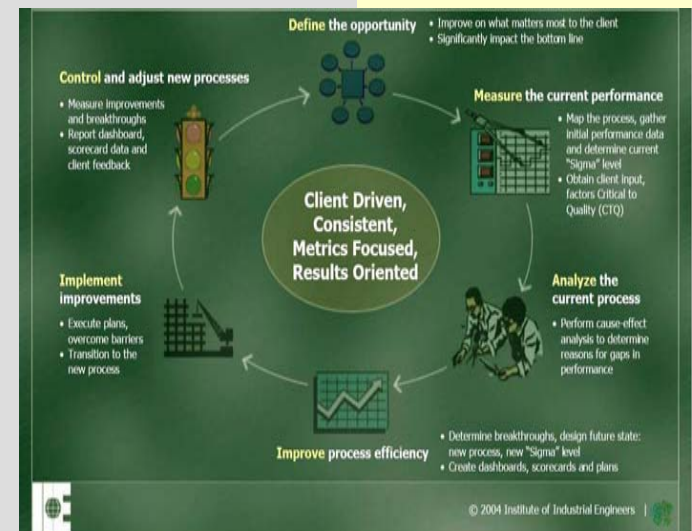 Define the opportunity
• Improve on what matters most to the client
• Significantly impact the bottom line
Measure the current performance
• Map the process, gather
initial performance data
and determine current
"Sigma" level
• Obtain client input,
factors Critical to
Quality (CTQ)
Analyze the
current process
• Perform cause-effect
analysis to determine
reasons for gaps in
performance
Improve process efficiency
• Determine breakthroughs, design future state:
new process, new "Sigma" level
• Create dashboards, scorecards and plans
Implement
improvements
• Execute plans,
overcome barriers
• Transition to the
new process
Control and adjust new processes
• Measure improvements
and breakthroughs
• Report dashboard,
scorecard data and
client feedback
Client Driven,
Consistent,
Metrics Focused,
Results Oriented
© 2004 Institute of Industrial Engineers